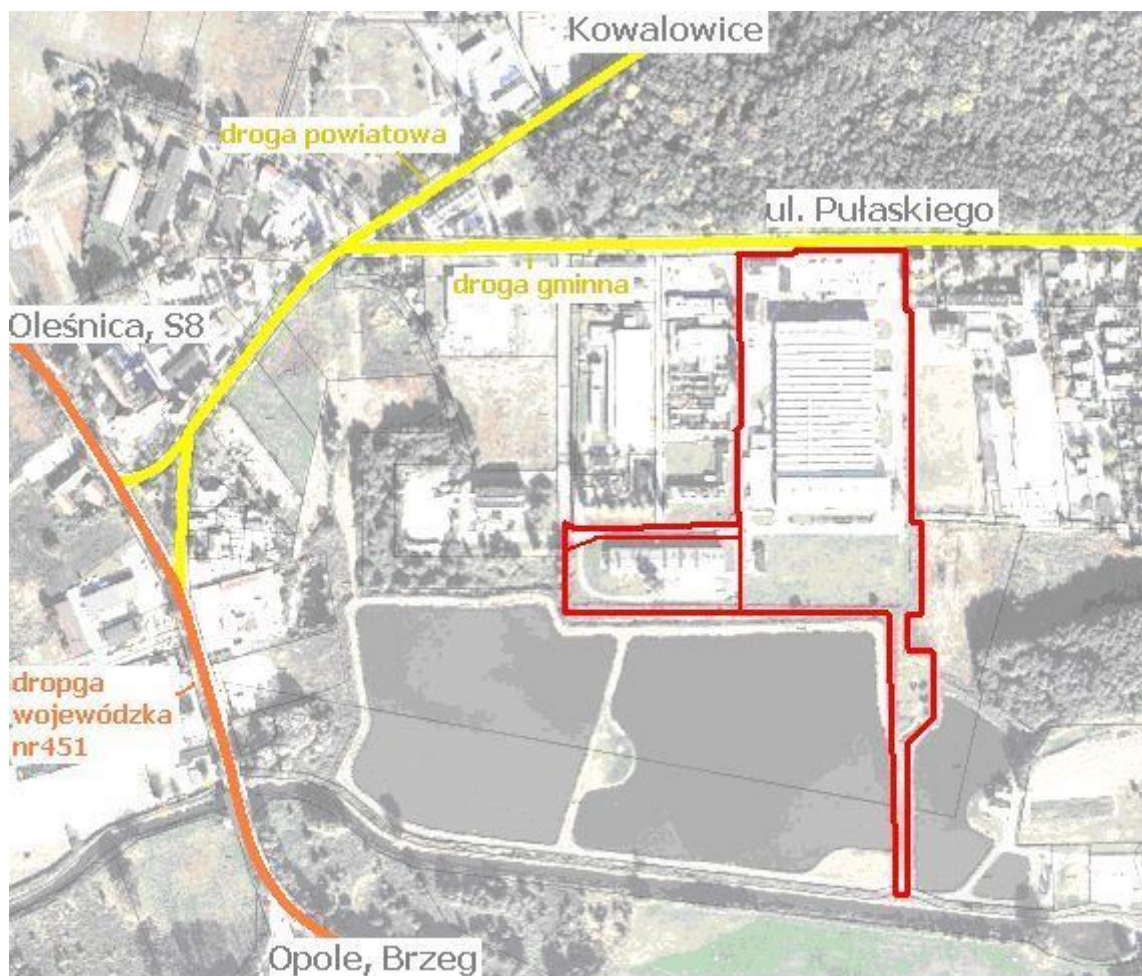 Kowalowice
droga powiatowa
ul. Pułaskiego
droga gminna
Oleśnica, S8
dropga
wojewódzka
nr451
Opole, Brzeg